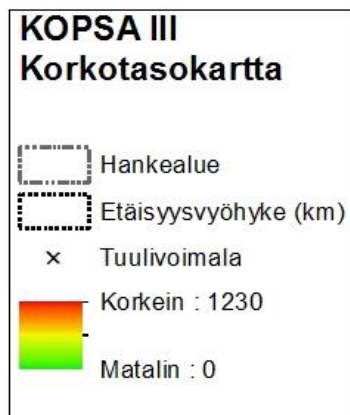 KOPSA III
Korkotasokartta
Hankealue
Etäisyysvyöhyke (km)
Tuulivoimala
Korkein : 1230
Matalin : 0